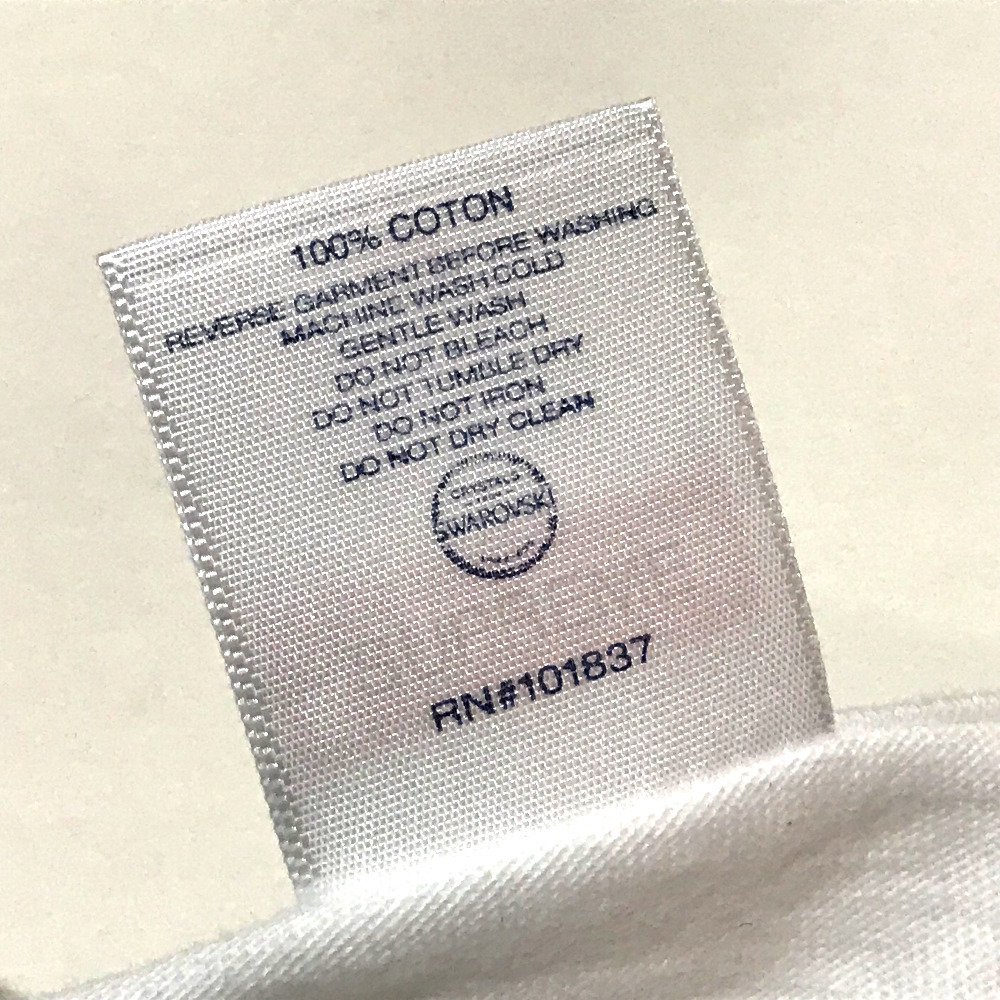 100% COTON
REVERSE GARMENT BEFORE WASHING
MACHINE WASH COLD
GENTLE WASH
DO NOT BLEACH
DO NOT TUMBLE DRY
DO NOT IRON
DO NOT DRY CLEAN
CRYSTALS
SWAROVSKI
RN#101837